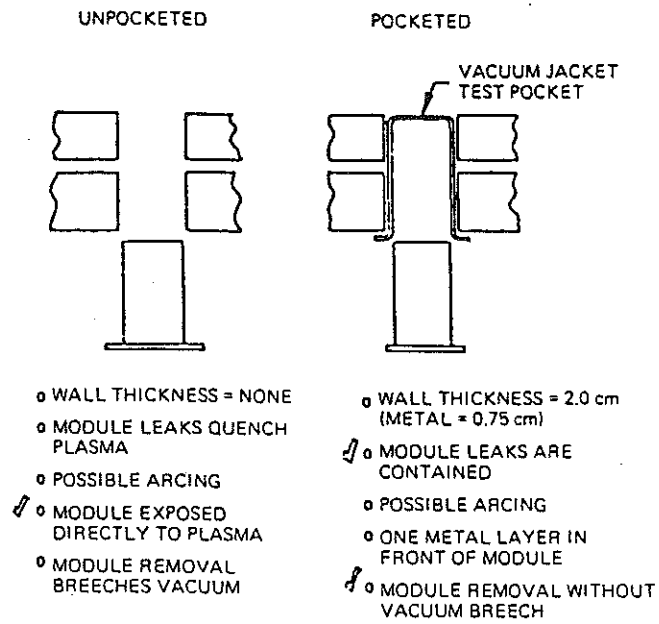 UNPOCKETED
POCKETED
VACUUM JACKET
TEST POCKET
o WALL THICKNESS = NONE
o MODULE LEAKS QUENCH
PLASMA
o POSSIBLE ARCING
o MODULE EXPOSED
DIRECTLY TO PLASMA
o MODULE REMOVAL
BREECHES VACUUM
o WALL THICKNESS = 2.0 cm
(METAL = 0.75 cm)
o MODULE LEAKS ARE
CONTAINED
o POSSIBLE ARCING
o ONE METAL LAYER IN
FRONT OF MODULE
o MODULE REMOVAL WITHOUT
VACUUM BREECH